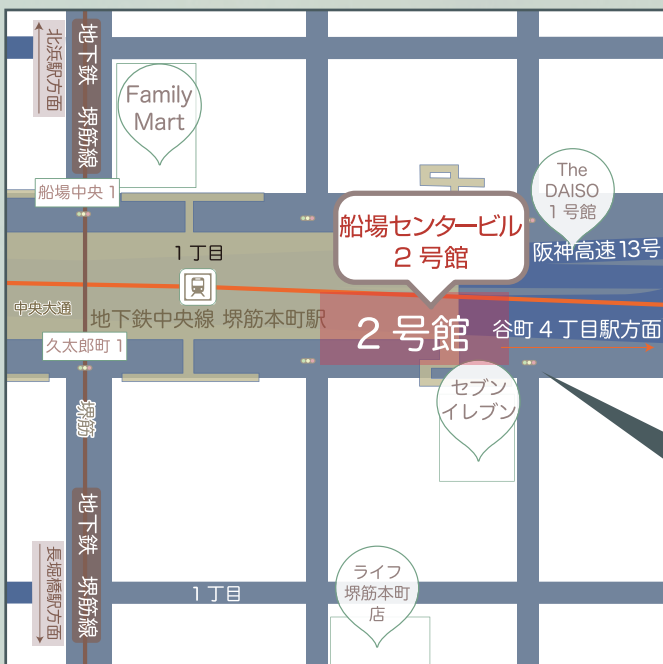 北浜駅方面
地下鉄 堺筋線
Family
Mart
The
DAISO
1号館
船場中央1
船場センタービル
2号館
1丁目
阪神高速13号
中央大通
地下鉄中央線 堺筋本町駅
2号館
谷町4丁目駅方面
久太郎町1
セブン
イレブン
堺筋
地下鉄 堺筋線
長堀橋駅方面
ライフ
堺筋本町
店
1丁目